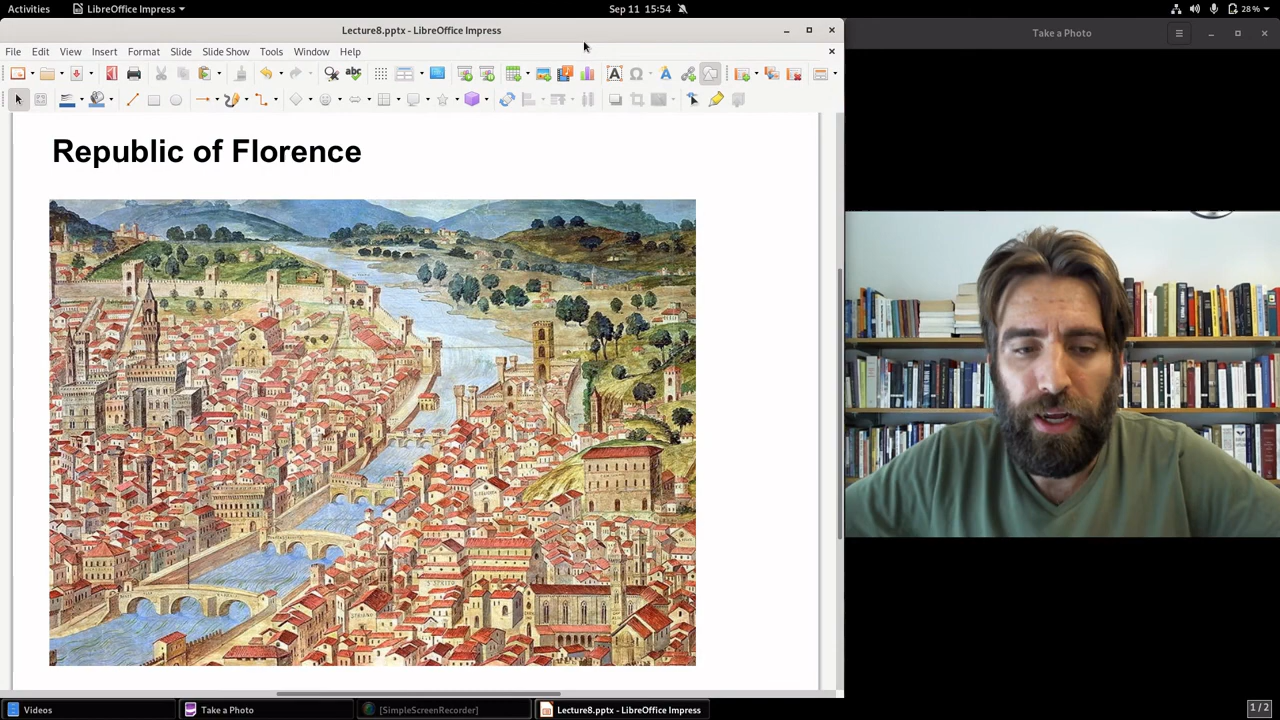 Activities LibreOffice Impress Sep 11 15:54 28 %
Lecture8.pptx - LibreOffice Impress
Take a Photo
File Edit View Insert Format Slide Slide Show Tools Window Help
abc
Republic of Florence
S. SPIRITO
Videos
Take a Photo
[SimpleScreenRecorder]
Lecture8.pptx - LibreOffice Impress
1 / 2